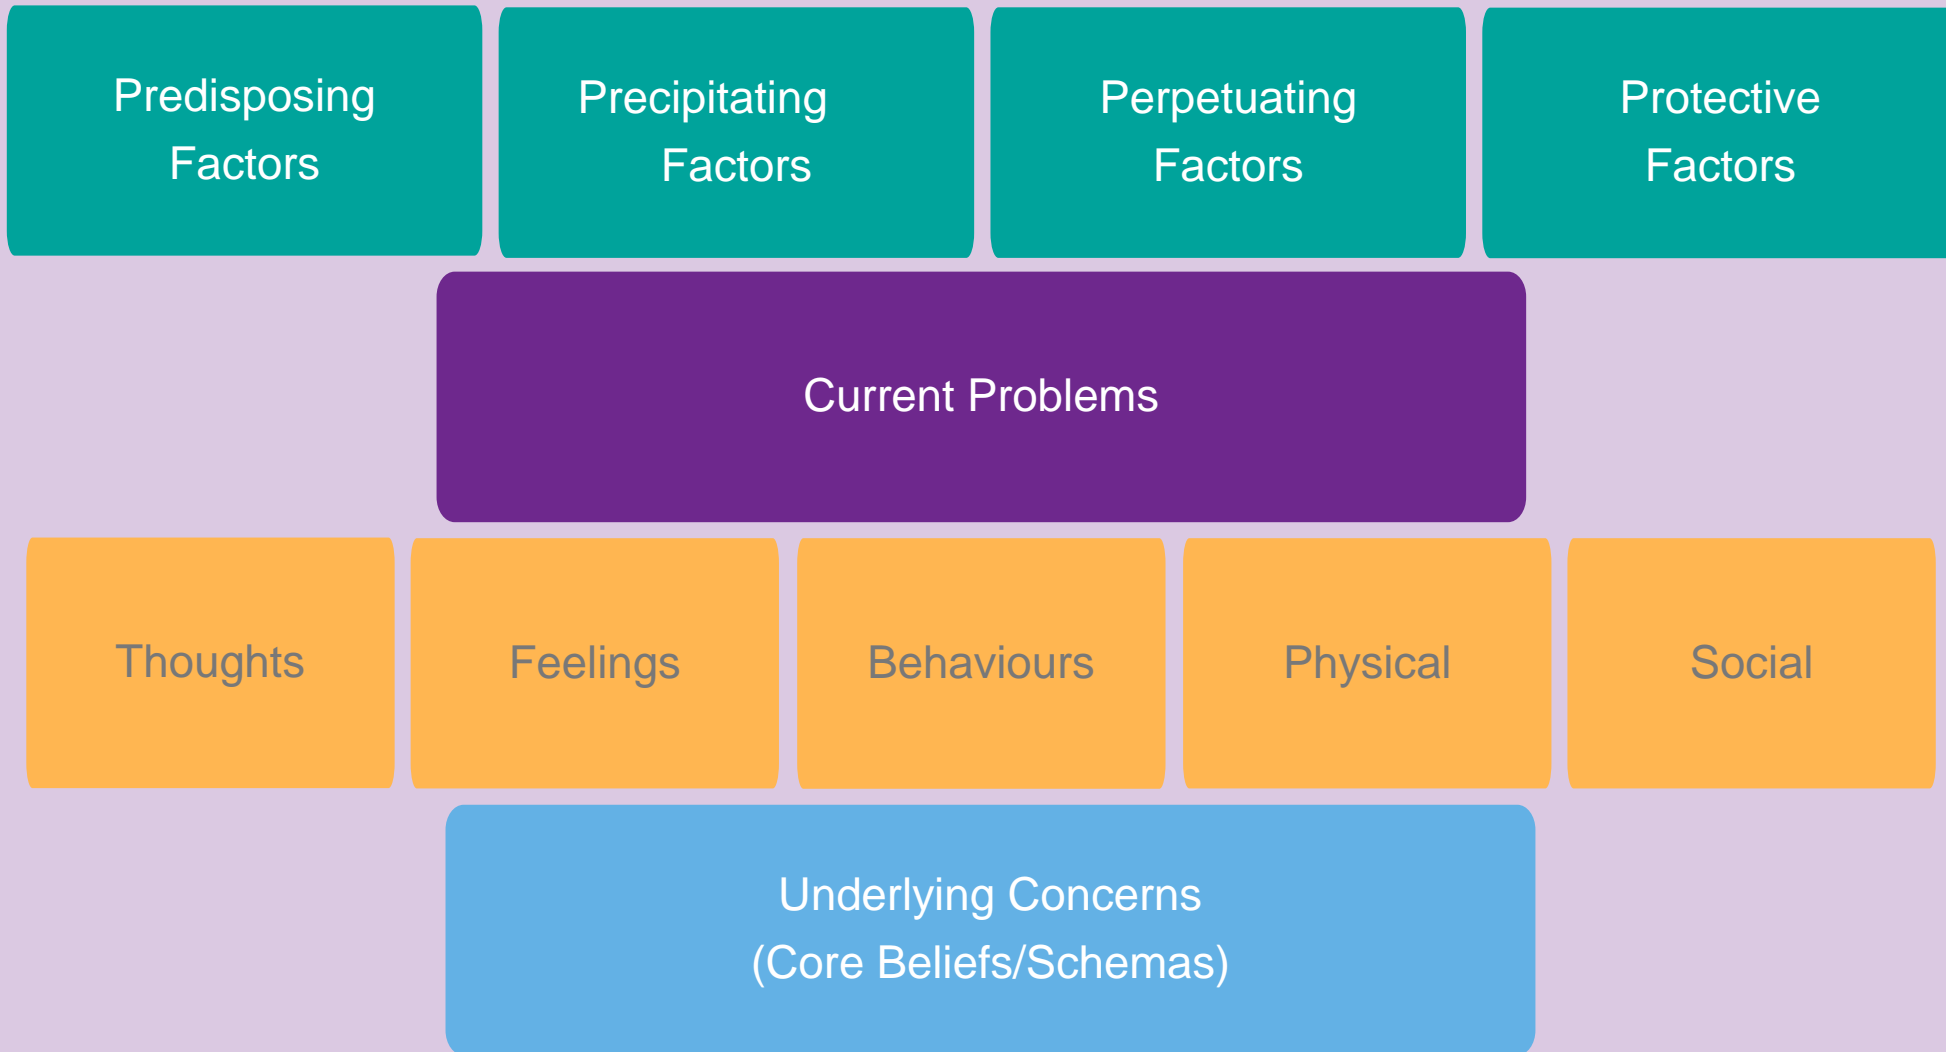 Predisposing
Factors
Precipitating
Factors
Perpetuating
Factors
Protective
Factors
Current Problems
Thoughts
Feelings
Behaviours
Physical
Social
Underlying Concerns
(Core Beliefs/Schemas)